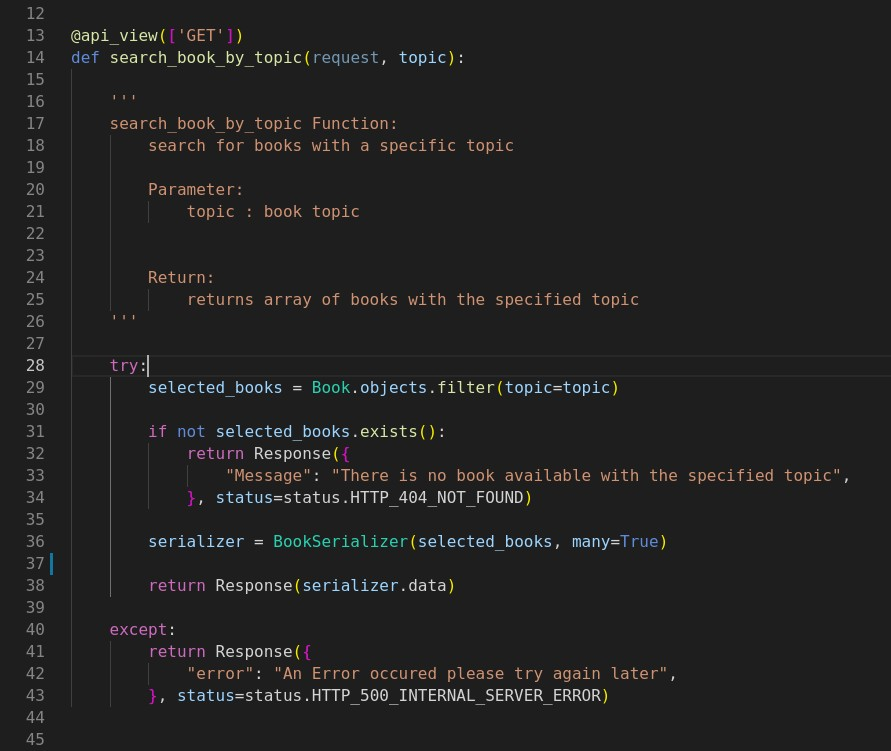 12
13 @api_view(['GET'])
14 def search_book_by_topic(request, topic):
15
16     '''
17     search_book_by_topic Function:
18         search for books with a specific topic
19
20         Parameter:
21             topic : book topic
22
23
24         Return:
25             returns array of books with the specified topic
26     '''
27
28     try:
29         selected_books = Book.objects.filter(topic=topic)
30
31         if not selected_books.exists():
32             return Response({
33                 "Message": "There is no book available with the specified topic",
34             }, status=status.HTTP_404_NOT_FOUND)
35
36         serializer = BookSerializer(selected_books, many=True)
37
38         return Response(serializer.data)
39
40     except:
41         return Response({
42             "error": "An Error occured please try again later",
43         }, status=status.HTTP_500_INTERNAL_SERVER_ERROR)
44
45